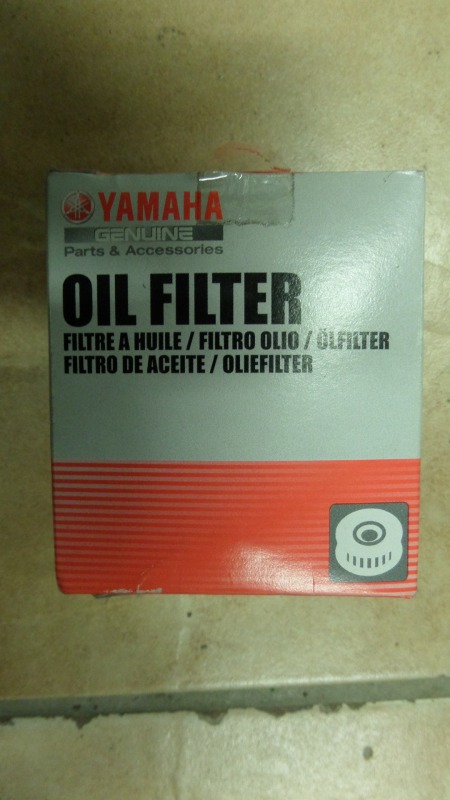 YAMAHA
GENUINE
Parts & Accessories
OIL FILTER
FILTRE A HUILE / FILTRO OLIO / ÖLFILTER
FILTRO DE ACEITE / OLIEFILTER